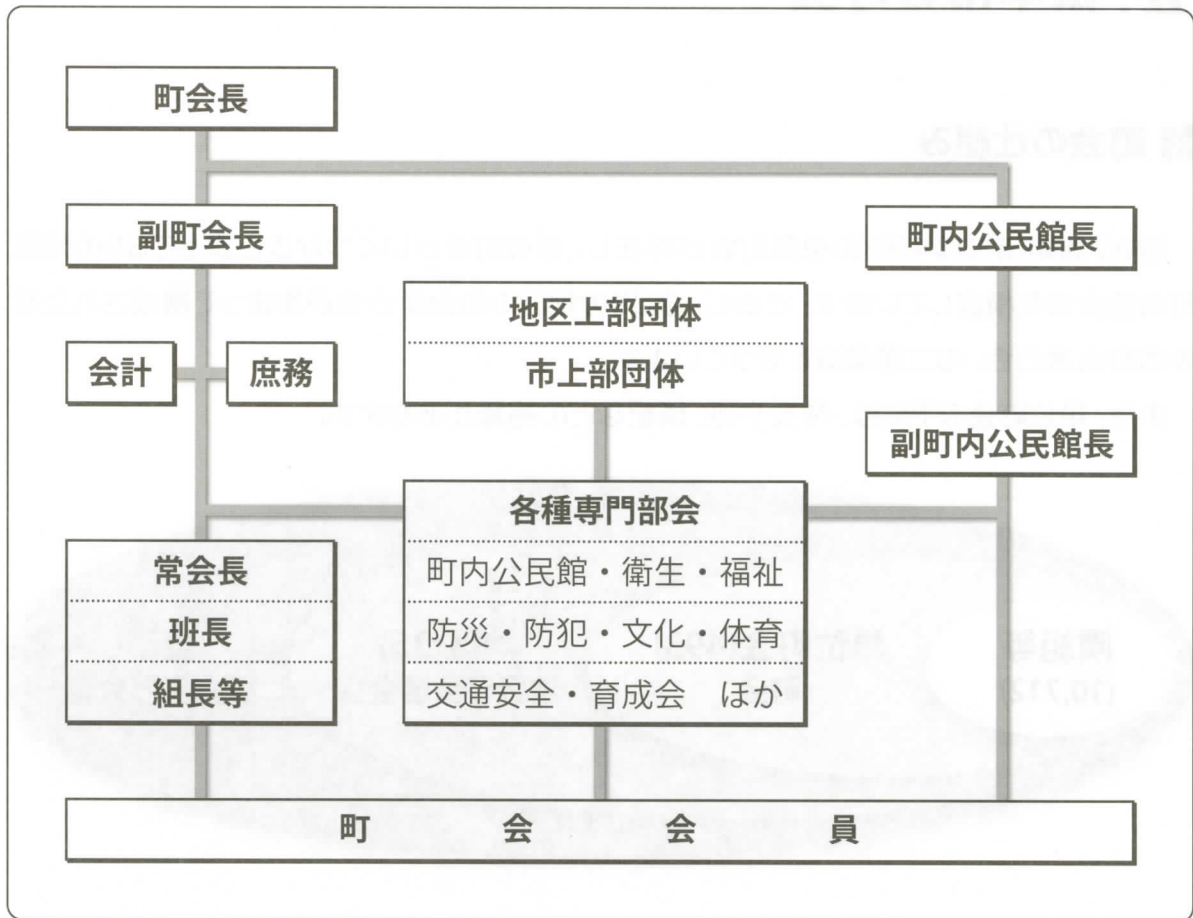 町会長
副町会長
町内公民館長
地区上部団体
市上部団体
会計
庶務
副町内公民館長
各種専門部会
町内公民館・衛生・福祉
防災・防犯・文化・体育
交通安全・育成会 ほか
常会長
班長
組長等
町会会員